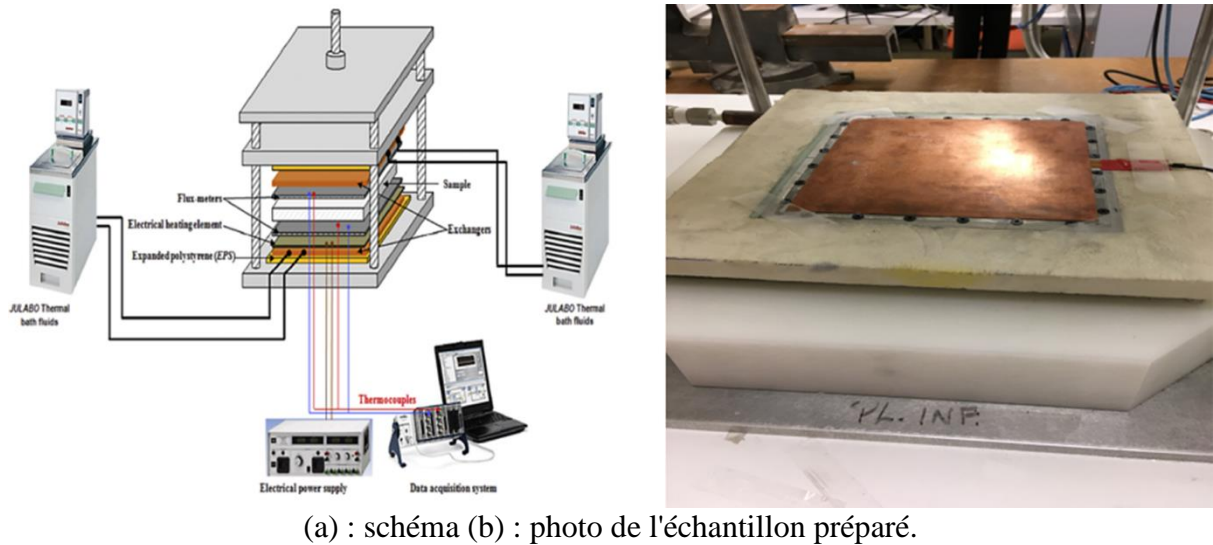 Flux-meters
Sample
Electrical heating element
Exchangers
Expanded polystyrene (EPS)
JULABO Thermal
bath fluids
JULABO Thermal
bath fluids
Thermocouples
Electrical power supply
Data acquisition system
PL. INF.
(a) : schéma (b) : photo de l'échantillon préparé.